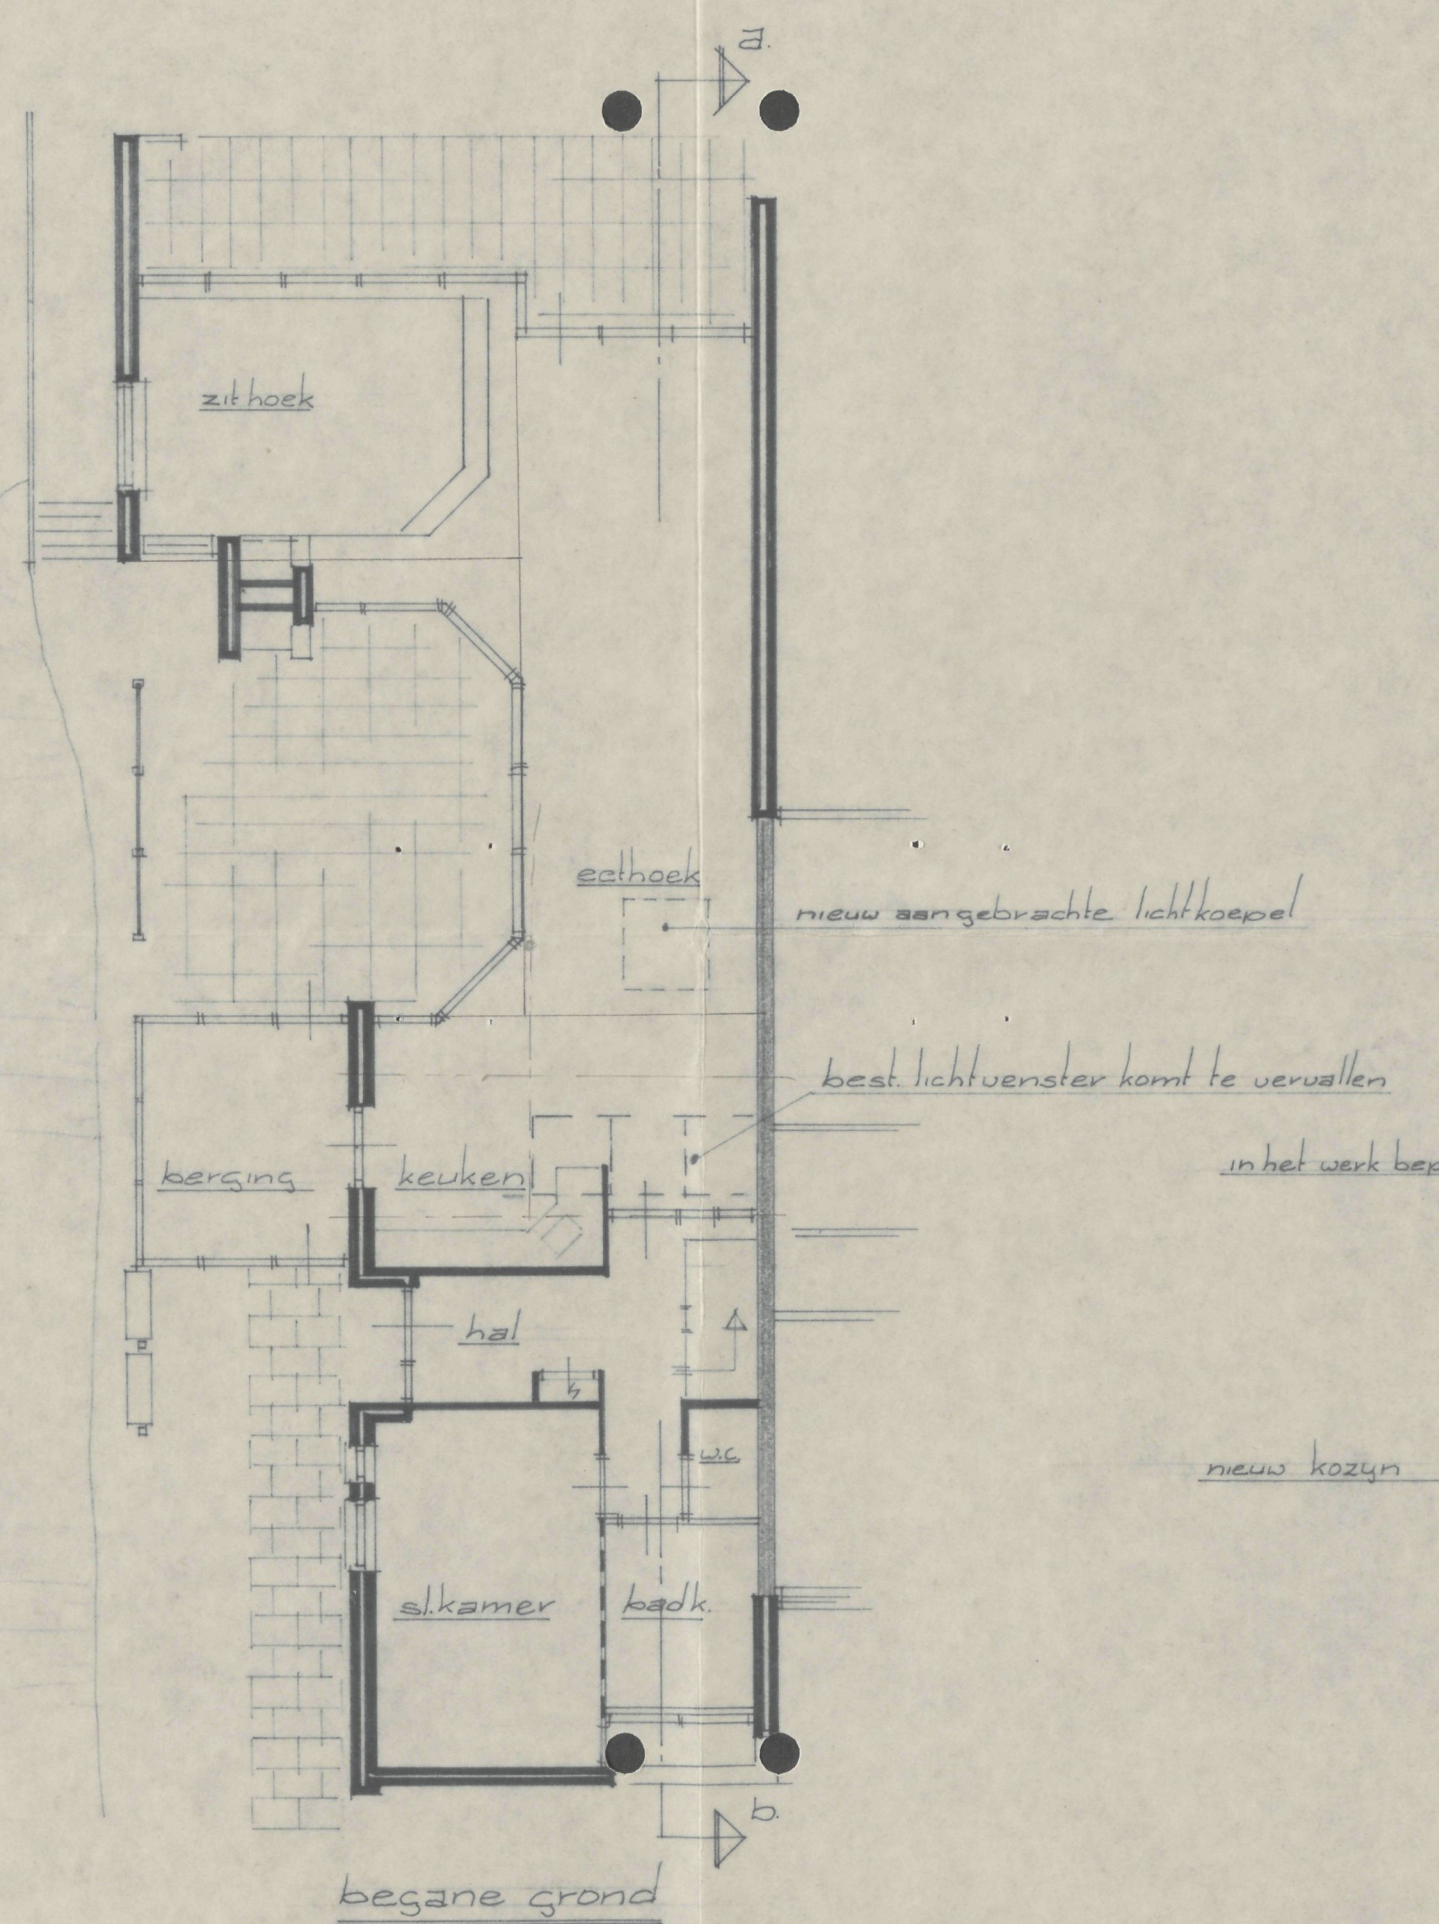 a.
zithoek
eethoek
nieuw aangebrachte lichtkoepel
best. lichtvenster komt te vervallen
in het werk bep
berging
keuken
hal
w.c.
nieuw kozyn
sl.kamer
badk.
b.
begane grond